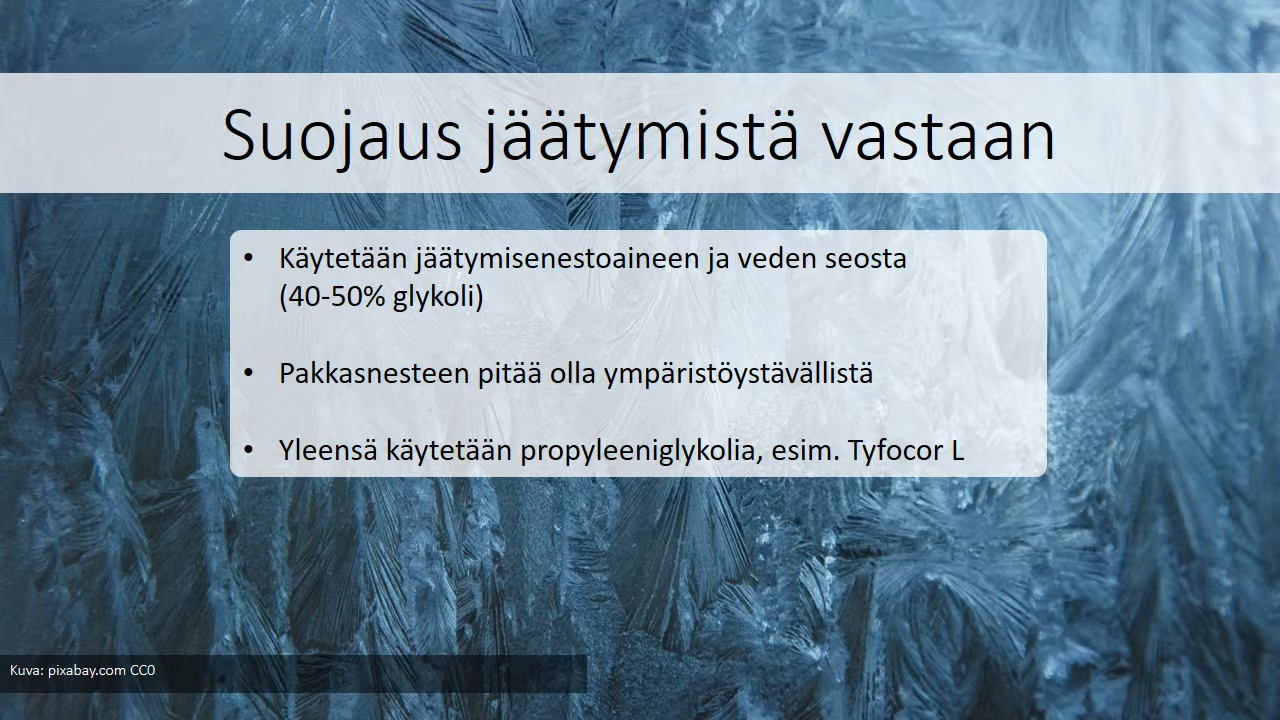 Suojaus jäätymistä vastaan
• Käytetään jäätymisenestoaineen ja veden seosta
(40-50% glykoli)
• Pakkasnesteen pitää olla ympäristöystävällistä
• Yleensä käytetään propyleeniglykolia, esim. Tyfocor L
Kuva: pixabay.com CC0